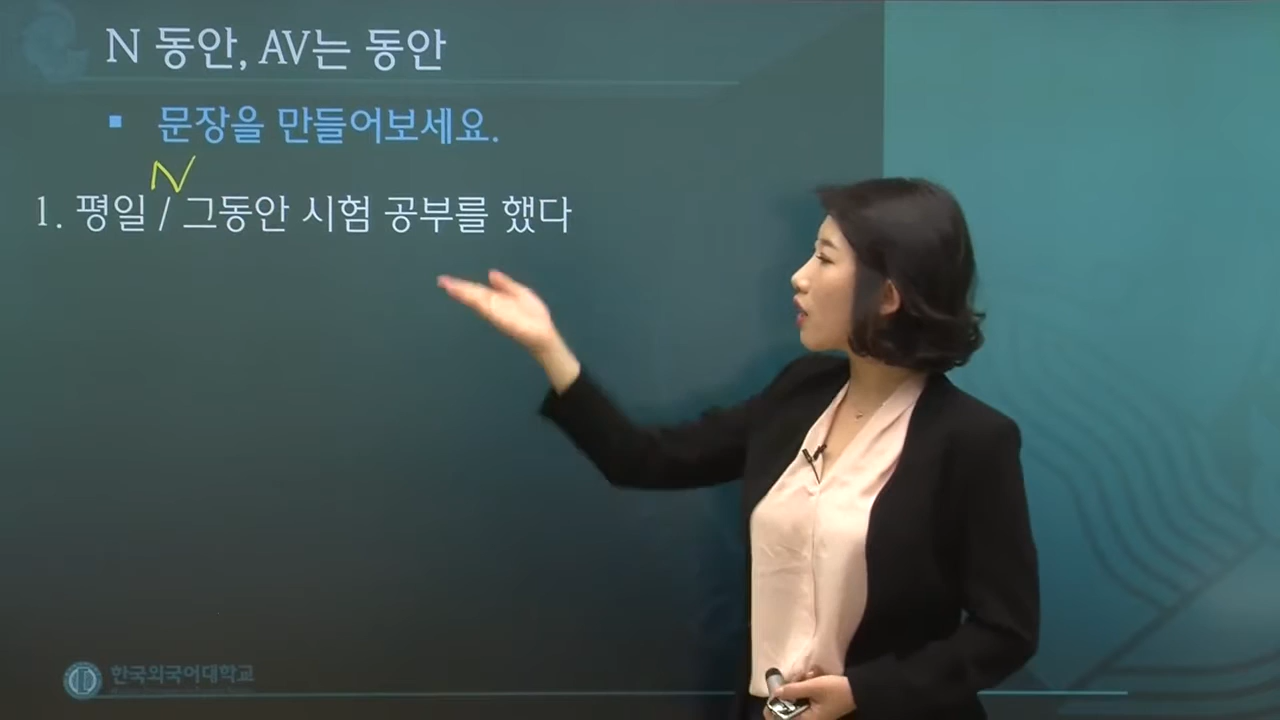 N 동안, AV는 동안
▪ 문장을 만들어보세요.
N
1. 평일 / 그동안 시험 공부를 했다
한국외국어대학교